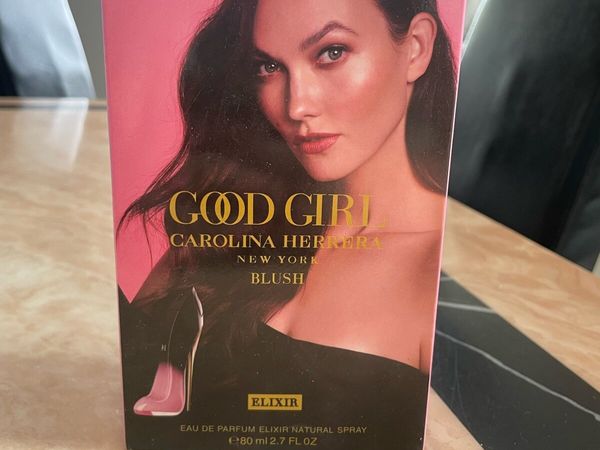 GOOD GIRL
CAROLINA HERRERA
NEW YORK
BLUSH
ELIXIR
EAU DE PARFUM ELIXIR NATURAL SPRAY
℮80 ml 2.7 FL OZ